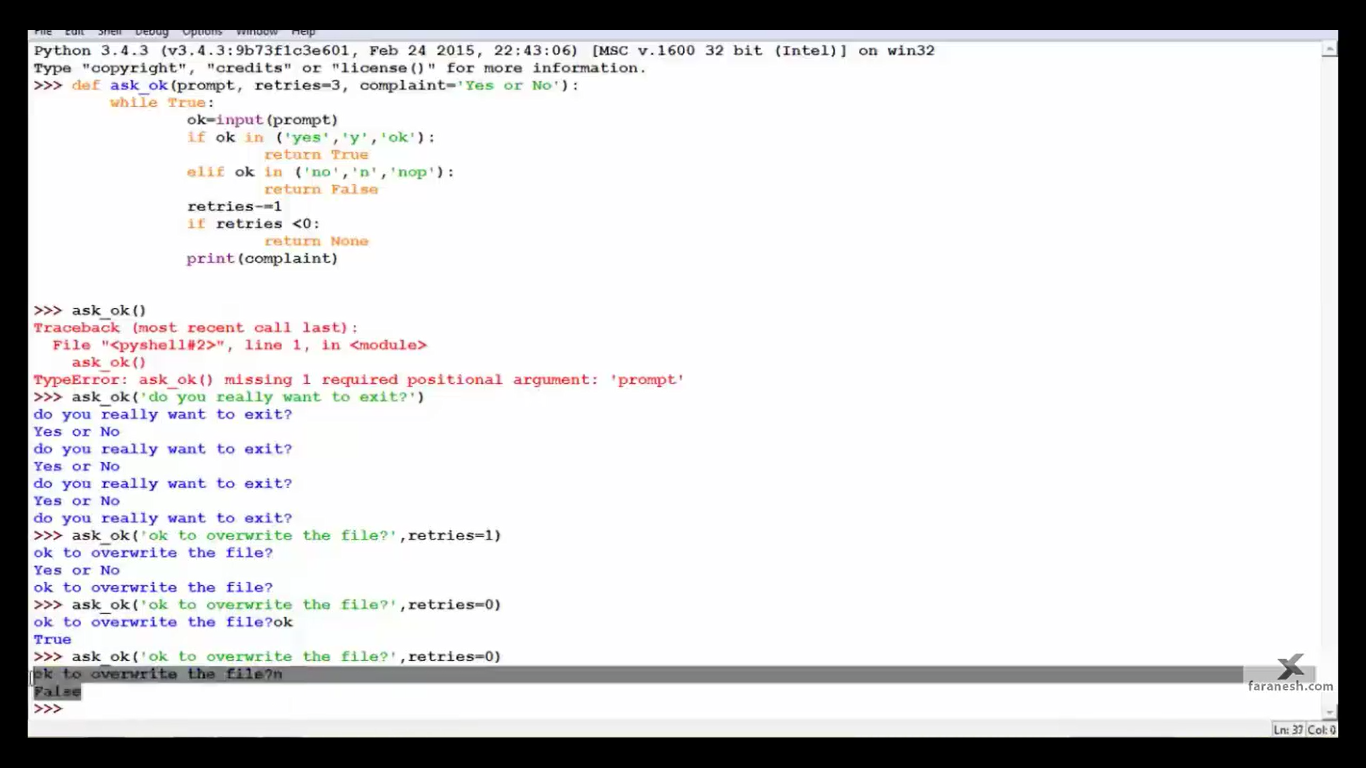 File Edit Shell Debug Options Window Help
Python 3.4.3 (v3.4.3:9b73f1c3e601, Feb 24 2015, 22:43:06) [MSC v.1600 32 bit (Intel)] on win32
Type "copyright", "credits" or "license()" for more information.
>>> def ask_ok(prompt, retries=3, complaint='Yes or No'):
        while True:
                ok=input(prompt)
                if ok in ('yes','y','ok'):
                        return True
                elif ok in ('no','n','nop'):
                        return False
                retries-=1
                if retries <0:
                        return None
                print(complaint)
>>> ask_ok()
Traceback (most recent call last):
  File "<pyshell#2>", line 1, in <module>
    ask_ok()
TypeError: ask_ok() missing 1 required positional argument: 'prompt'
>>> ask_ok('do you really want to exit?')
do you really want to exit?
Yes or No
do you really want to exit?
Yes or No
do you really want to exit?
Yes or No
do you really want to exit?
>>> ask_ok('ok to overwrite the file?',retries=1)
ok to overwrite the file?
Yes or No
ok to overwrite the file?
>>> ask_ok('ok to overwrite the file?',retries=0)
ok to overwrite the file?ok
True
>>> ask_ok('ok to overwrite the file?',retries=0)
ok to overwrite the file?n
False
>>>
faranesh.com
Ln: 37 Col: 0